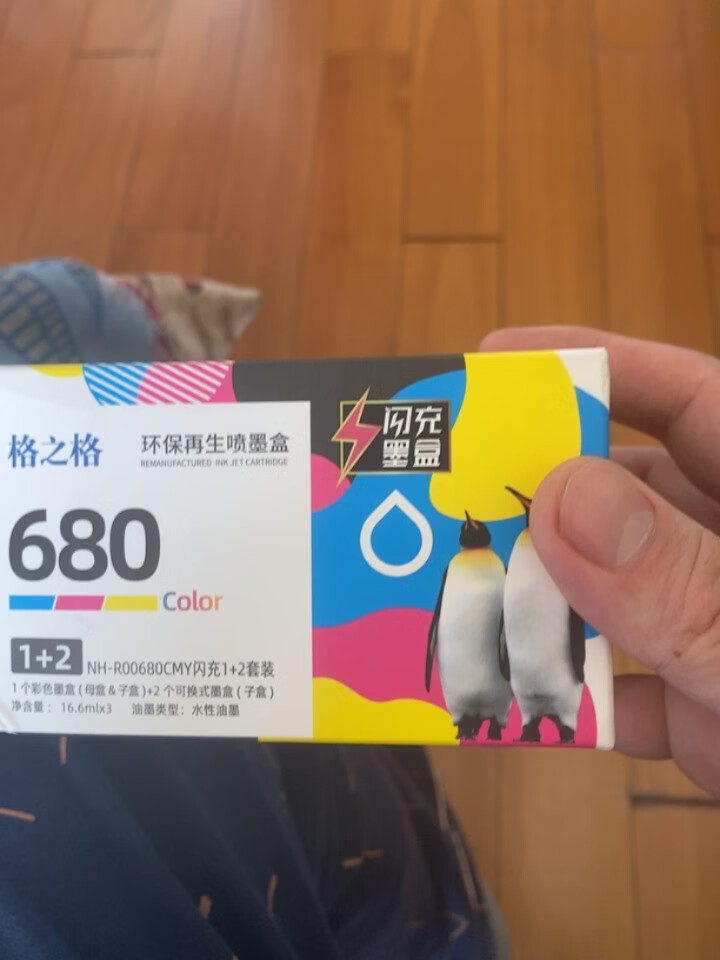 格之格
环保再生喷墨盒
REMANUFACTURED INK JET CARTRIDGE
680
Color
1+2 NH-R00680CMY闪充1+2套装
1个彩色墨盒(母盒&子盒)+2个可换式墨盒(子盒)
净含量: 16.6mlx3 油墨类型: 水性油墨
闪充
墨盒